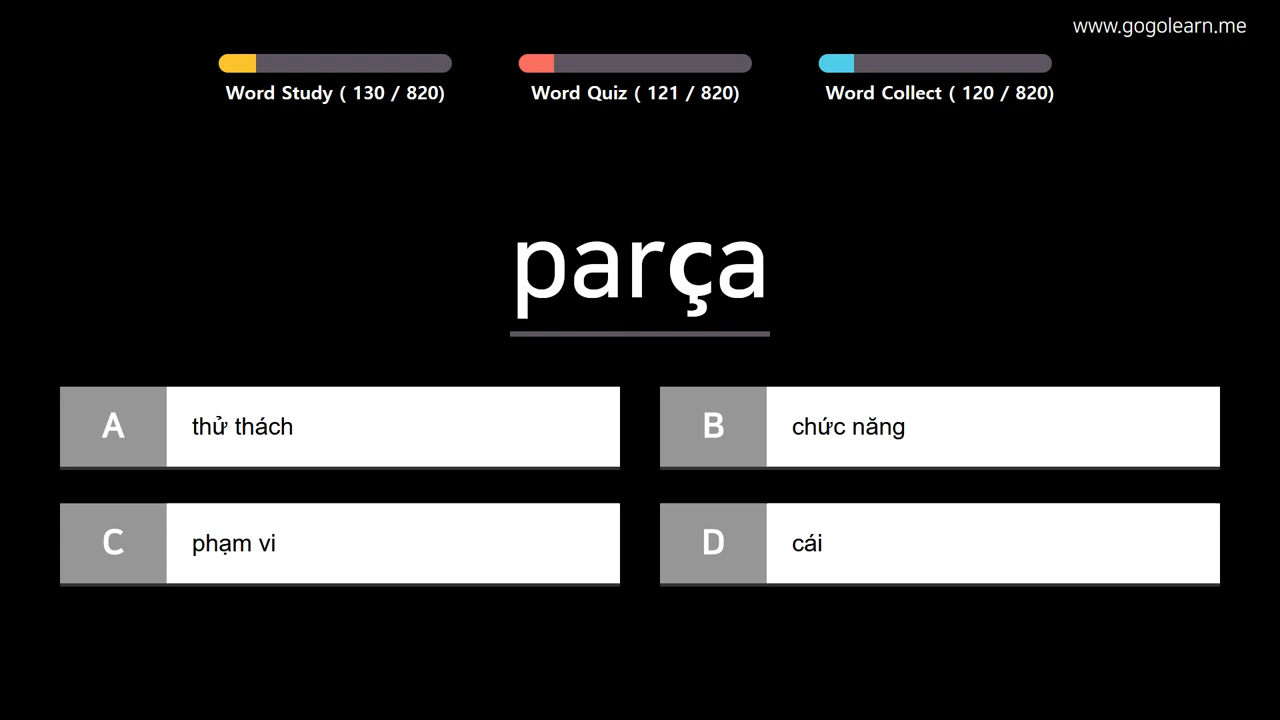 www.gogolearn.me
Word Study ( 130 / 820)
Word Quiz ( 121 / 820)
Word Collect ( 120 / 820)
parça
A thử thách
B chức năng
C phạm vi
D cái